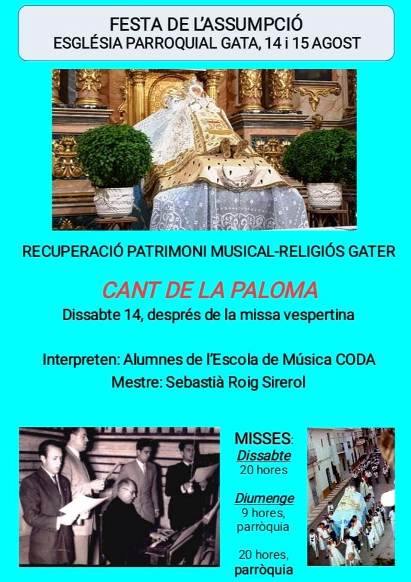 FESTA DE L'ASSUMPCIÓ
ESGLÉSIA PARROQUIAL GATA, 14 i 15 AGOST
RECUPERACIÓ PATRIMONI MUSICAL-RELIGIÓS GATER
CANT DE LA PALOMA
Dissabte 14, després de la missa vespertina
Interpreten: Alumnes de l'Escola de Música CODA
Mestre: Sebastià Roig Sirerol
MISSES:
Dissabte
20 hores
Diumenge
9 hores,
parròquia
20 hores,
parròquia